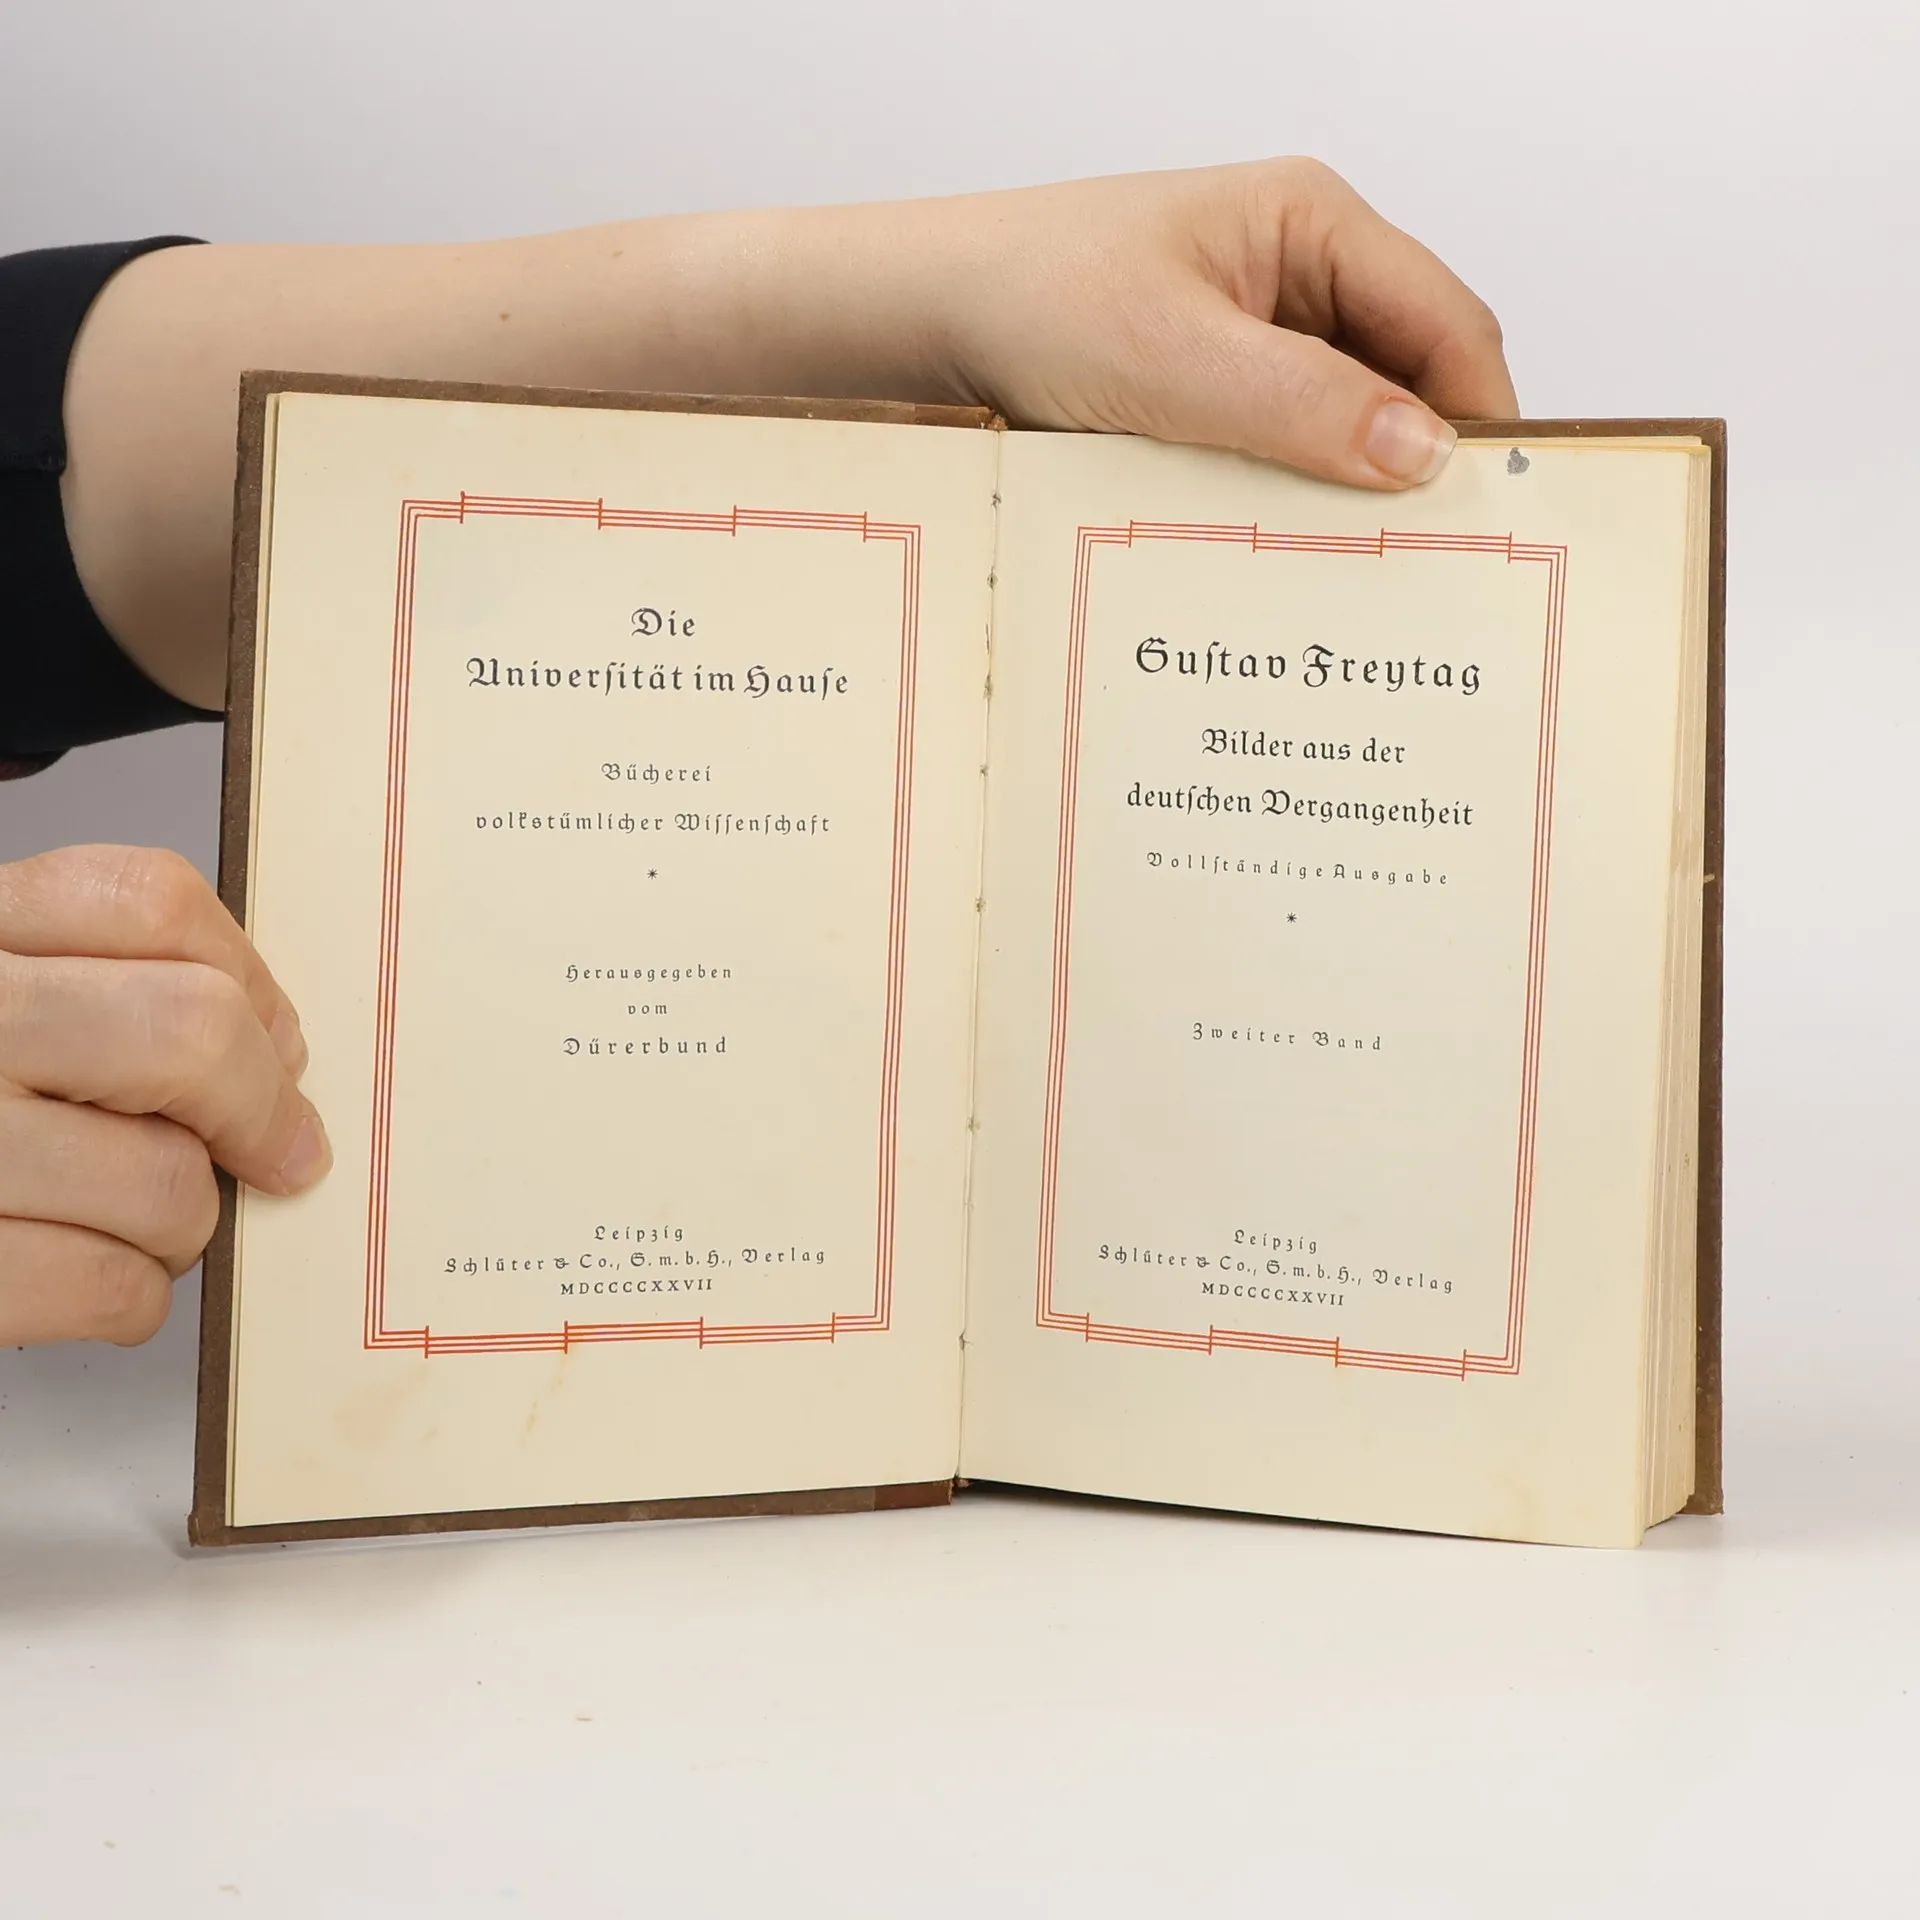 Die
Univerſität im Hauſe
Bücherei
volkstümlicher Wiſſenſchaft
*
Herausgegeben
vom
Dürerbund
Leipzig
Schlüter & Co., G. m. b. H., Verlag
MDCCCCXXVII
Guſtav Freytag
Bilder aus der
deutſchen Vergangenheit
Vollſtändige Ausgabe
*
Zweiter Band
Leipzig
Schlüter & Co., G. m. b. H., Verlag
MDCCCCXXVII